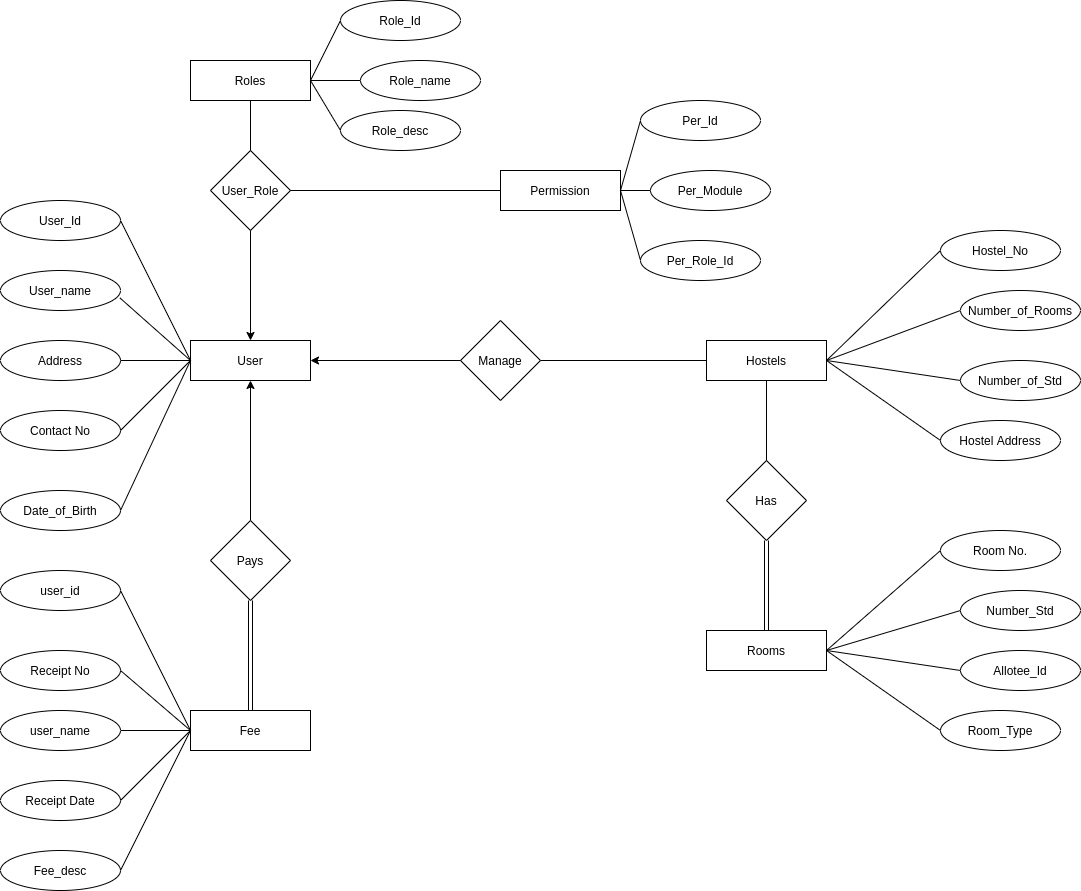 Role_Id
Roles
Role_name
Role_desc
Per_Id
User_Role
Permission
Per_Module
User_Id
Hostel_No
Per_Role_Id
User_name
Number_of_Rooms
Address
User
Manage
Hostels
Number_of_Std
Contact No
Hostel Address
Has
Date_of_Birth
Room No.
Pays
user_id
Number_Std
Rooms
Receipt No
Allotee_Id
user_name
Fee
Room_Type
Receipt Date
Fee_desc